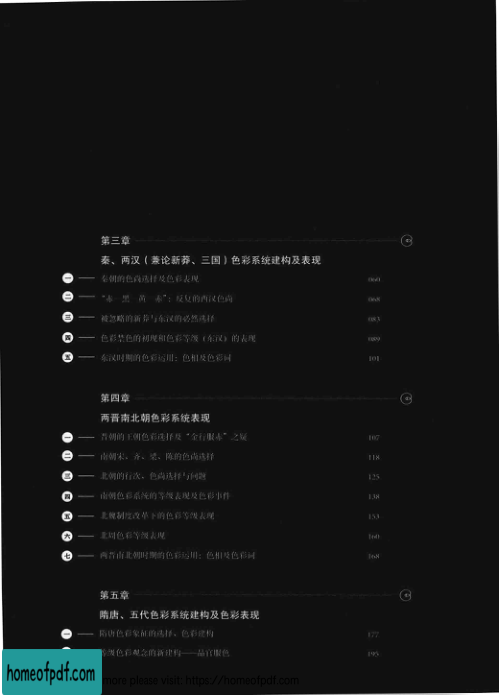 第三章
秦、两汉（兼论新莽、三国）色彩系统建构及表现
一 秦朝的色尚选择及色彩表现 060
二 “赤—黑—黄—赤”：反复的西汉色尚 068
三 被忽略的新莽与东汉的必然选择 083
四 色彩禁色的初现和色彩等级（东汉）的表现 089
五 东汉时期的色彩运用：色相及色彩词 101
第四章
两晋南北朝色彩系统表现
一 晋朝的王朝色彩选择及“金行服赤”之疑 107
二 南朝宋、齐、梁、陈的色尚选择 118
三 北朝的行次、色尚选择与问题 125
四 南朝色彩系统的等级表现及色彩事件 138
五 北魏制度改革下的色彩等级表现 153
六 北周色彩等级表现 160
七 两晋南北朝时期的色彩运用：色相及色彩词 168
第五章
隋唐、五代色彩系统建构及色彩表现
一 隋唐色彩象征的选择、色彩建构 177
等级色彩观念的新建构——品官服色 195
homeofpdf.com
more please visit: https://homeofpdf.com